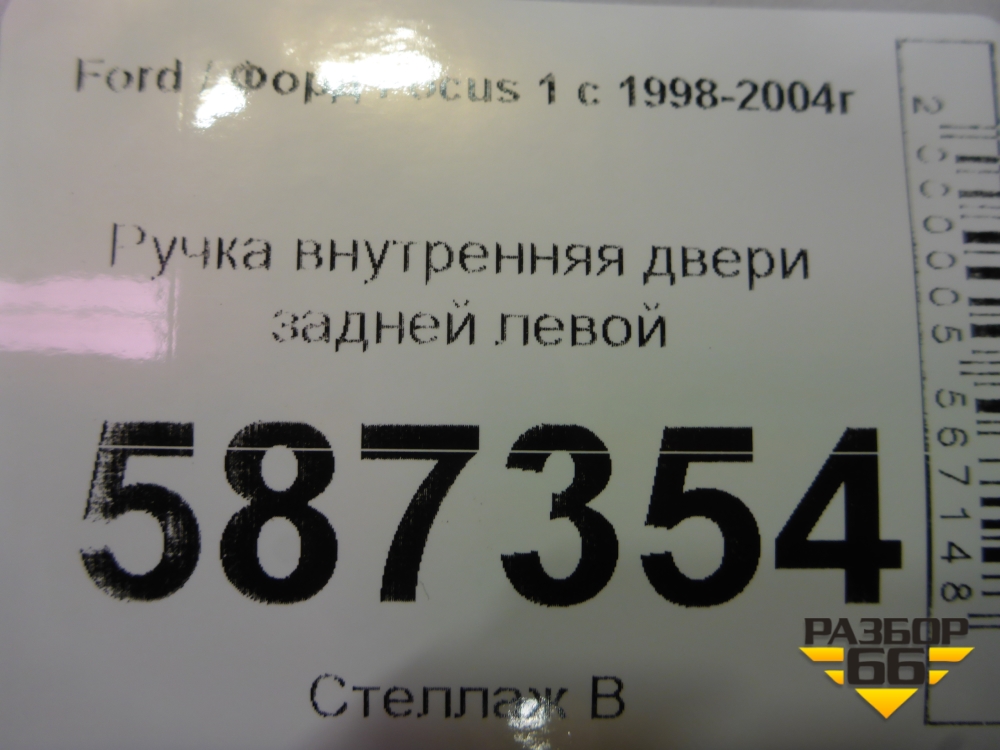 Ford / Форд Focus 1 с 1998-2004г
Ручка внутренняя двери
задней левой
587354
Стеллаж В
2000005567148
РАЗБОР
66